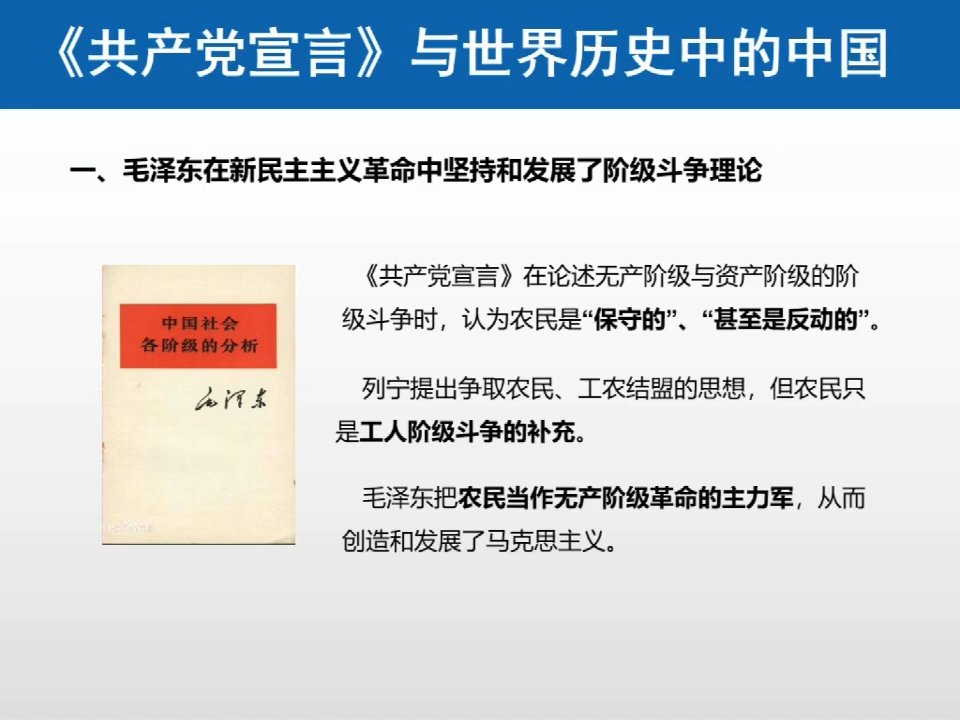 《共产党宣言》与世界历史中的中国
一、毛泽东在新民主主义革命中坚持和发展了阶级斗争理论
中国社会
各阶级的分析
毛泽东
《共产党宣言》在论述无产阶级与资产阶级的阶
级斗争时，认为农民是“保守的”、“甚至是反动的”。
列宁提出争取农民、工农结盟的思想，但农民只
是工人阶级斗争的补充。
毛泽东把农民当作无产阶级革命的主力军，从而
创造和发展了马克思主义。